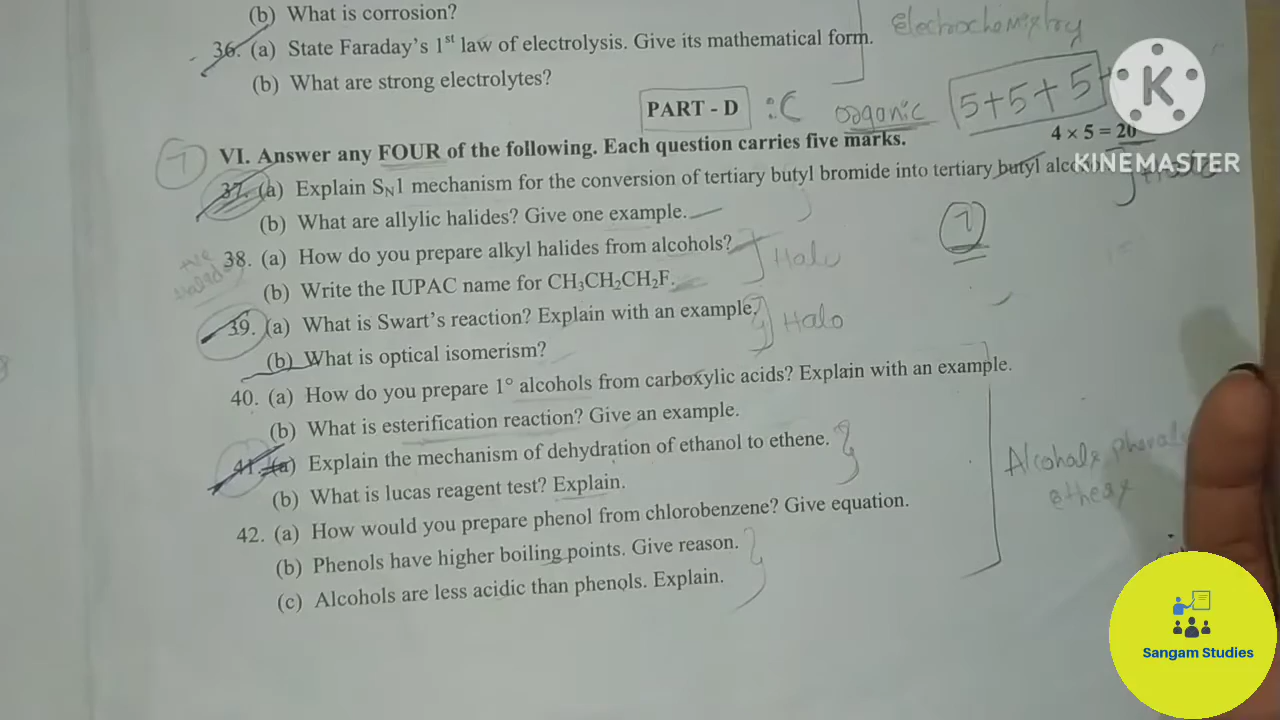 (b) What is corrosion?
36. (a) State Faraday's 1st law of electrolysis. Give its mathematical form.
Electrochemistry
(b) What are strong electrolytes?
PART - D
:C organic
5+5+5+
K
KINEMASTER
7
VI. Answer any FOUR of the following. Each question carries five marks.
4 × 5 = 20
37. (a) Explain SN1 mechanism for the conversion of tertiary butyl bromide into tertiary butyl
(b) What are allylic halides? Give one example.
7
38. (a) How do you prepare alkyl halides from alcohols?
Halo
(b) Write the IUPAC name for CH3CH2CH2F.
39. (a) What is Swart's reaction? Explain with an example.
Halo
(b) What is optical isomerism?
40. (a) How do you prepare 1° alcohols from carboxylic acids? Explain with an example.
(b) What is esterification reaction? Give an example.
41. (a) Explain the mechanism of dehydration of ethanol to ethene.
(b) What is lucas reagent test? Explain.
42. (a) How would you prepare phenol from chlorobenzene? Give equation.
(b) Phenols have higher boiling points. Give reason.
(c) Alcohols are less acidic than phenols. Explain.
Sangam Studies